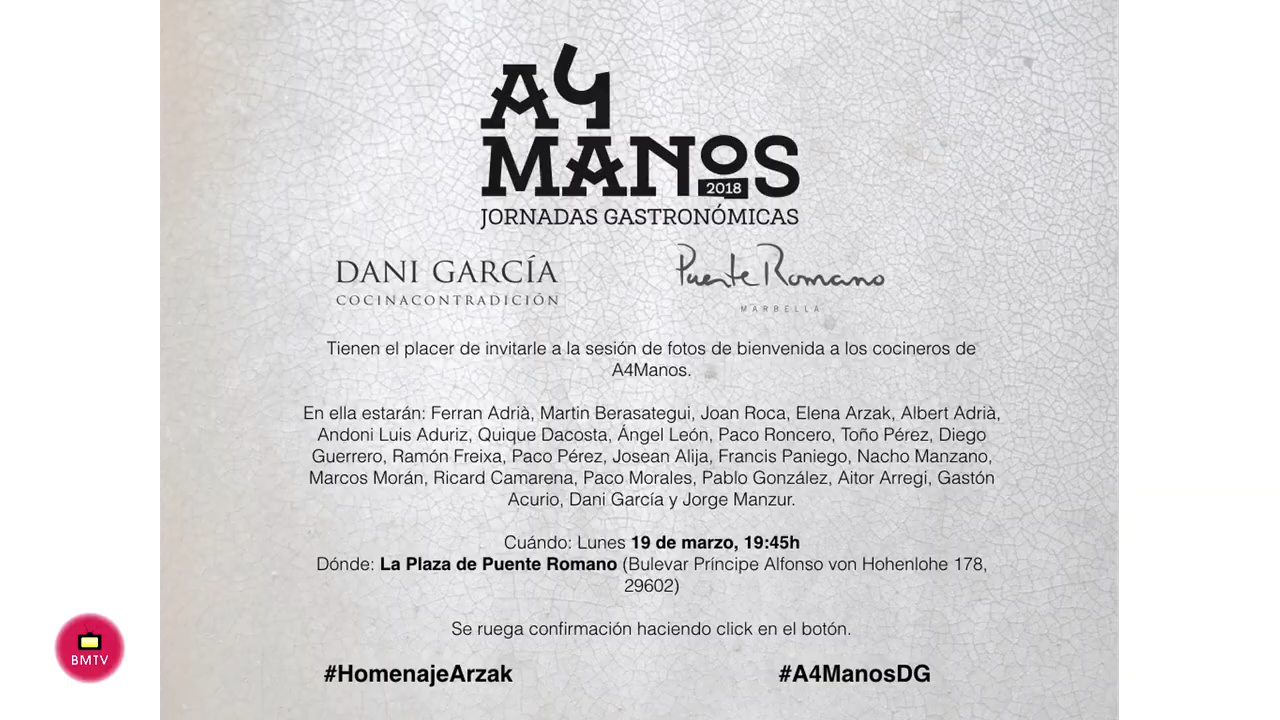 A4
MANOS
2018
JORNADAS GASTRONÓMICAS
DANI GARCÍA
COCINACONTRADICIÓN
Puente Romano
MARBELLA
Tienen el placer de invitarle a la sesión de fotos de bienvenida a los cocineros de
A4Manos.
En ella estarán: Ferran Adrià, Martin Berasategui, Joan Roca, Elena Arzak, Albert Adrià,
Andoni Luis Aduriz, Quique Dacosta, Ángel León, Paco Roncero, Toño Pérez, Diego
Guerrero, Ramón Freixa, Paco Pérez, Josean Alija, Francis Paniego, Nacho Manzano,
Marcos Morán, Ricard Camarena, Paco Morales, Pablo González, Aitor Arregi, Gastón
Acurio, Dani García y Jorge Manzur.
Cuándo: Lunes 19 de marzo, 19:45h
Dónde: La Plaza de Puente Romano (Bulevar Príncipe Alfonso von Hohenlohe 178,
29602)
Se ruega confirmación haciendo click en el botón.
#HomenajeArzak #A4ManosDG
BMTV